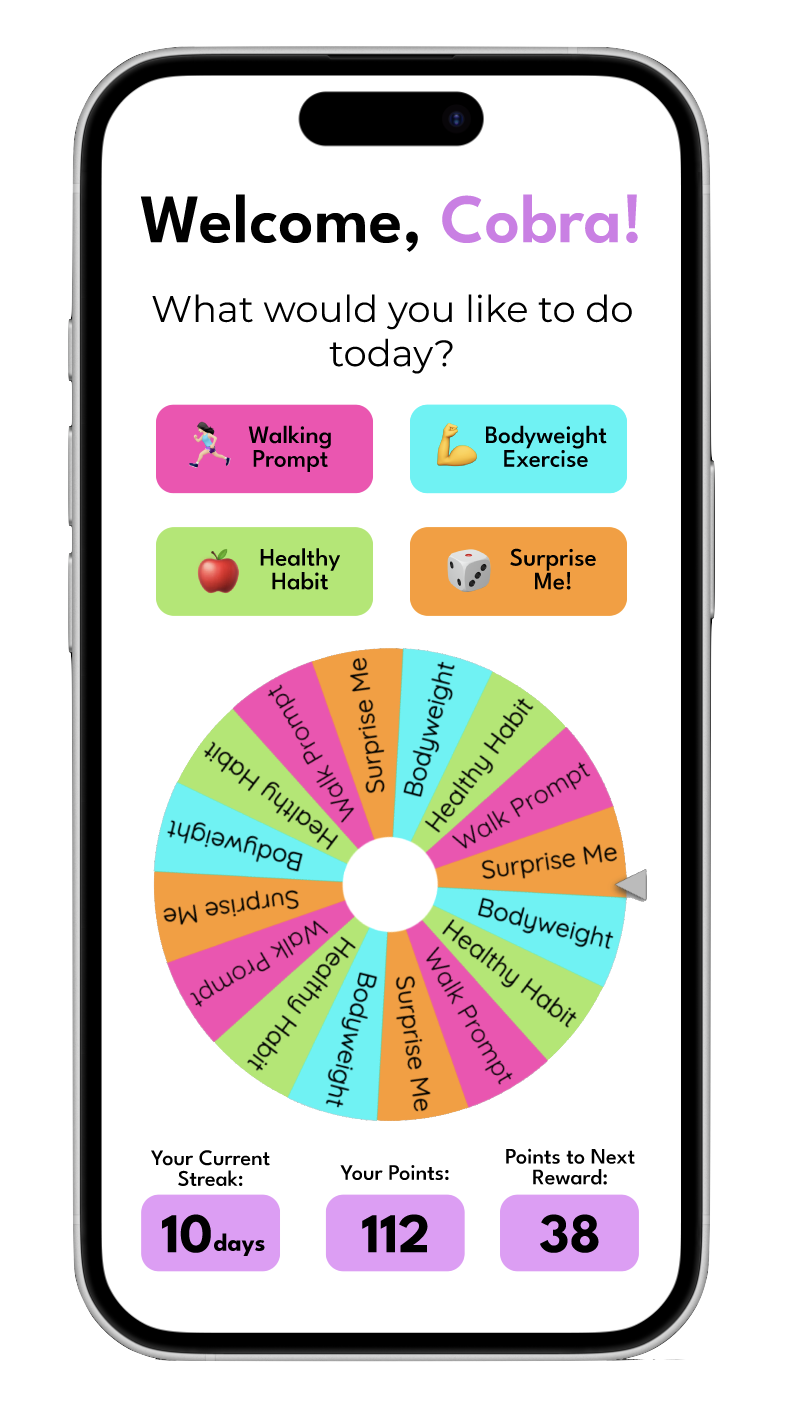 Welcome, Cobra!
What would you like to do
today?
Walking
Prompt
Bodyweight
Exercise
Healthy
Habit
Surprise
Me!
Surprise Me
Bodyweight
Healthy Habit
Walk Prompt
Surprise Me
Bodyweight
Healthy Habit
Walk Prompt
Surprise Me
Bodyweight
Healthy Habit
Walk Prompt
Surprise Me
Bodyweight
Healthy Habit
Walk Prompt
Your Current
Streak:
10days
Your Points:
112
Points to Next
Reward:
38